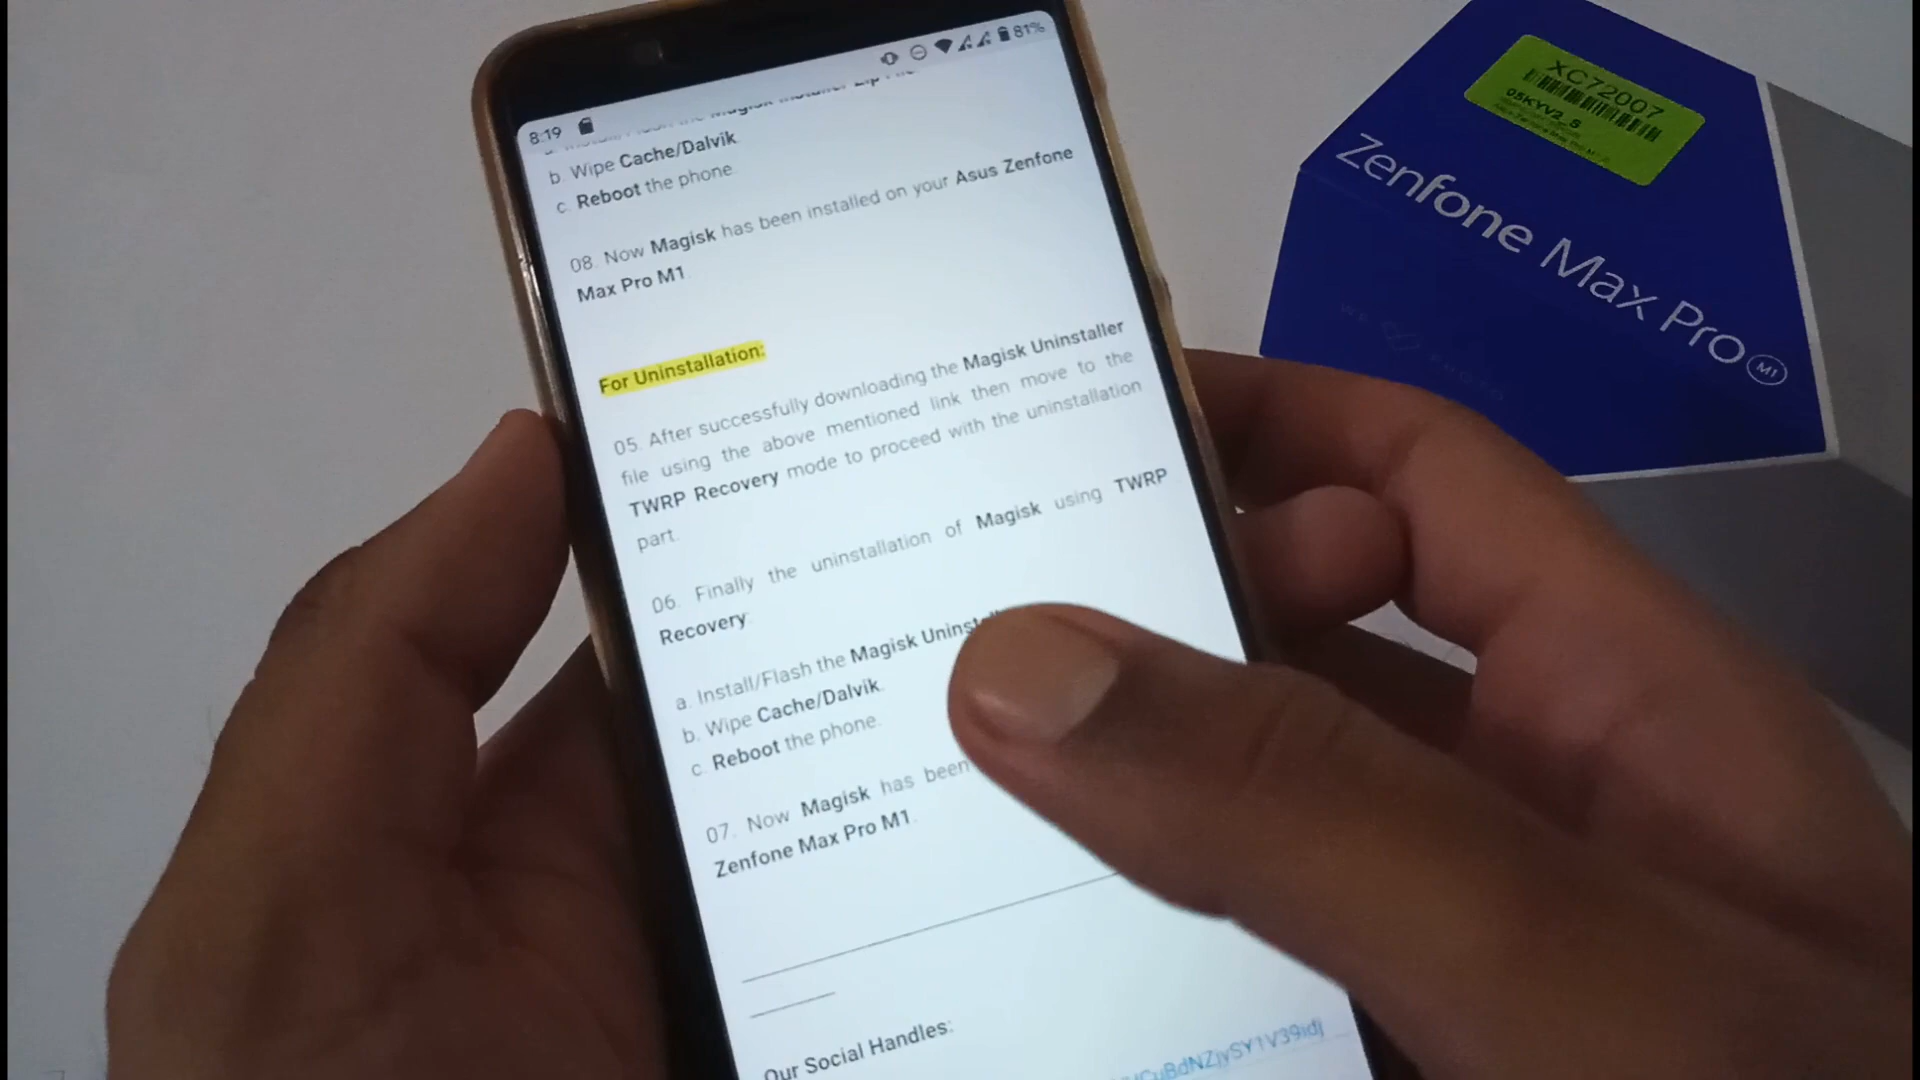 8:19
81%
b. Wipe Cache/Dalvik.
c. Reboot the phone.
08. Now Magisk has been installed on your Asus Zenfone
Max Pro M1.
For Uninstallation:
05. After successfully downloading the Magisk Uninstaller
file using the above mentioned link then move to the
TWRP Recovery mode to proceed with the uninstallation
part.
06. Finally the uninstallation of Magisk using TWRP
Recovery:
a. Install/Flash the Magisk
b. Wipe Cache/Dalvik.
c. Reboot the phone.
07. Now Magisk has been
Zenfone Max Pro M1.
Our Social Handles:
XC72007
Zenfone Max Pro M1